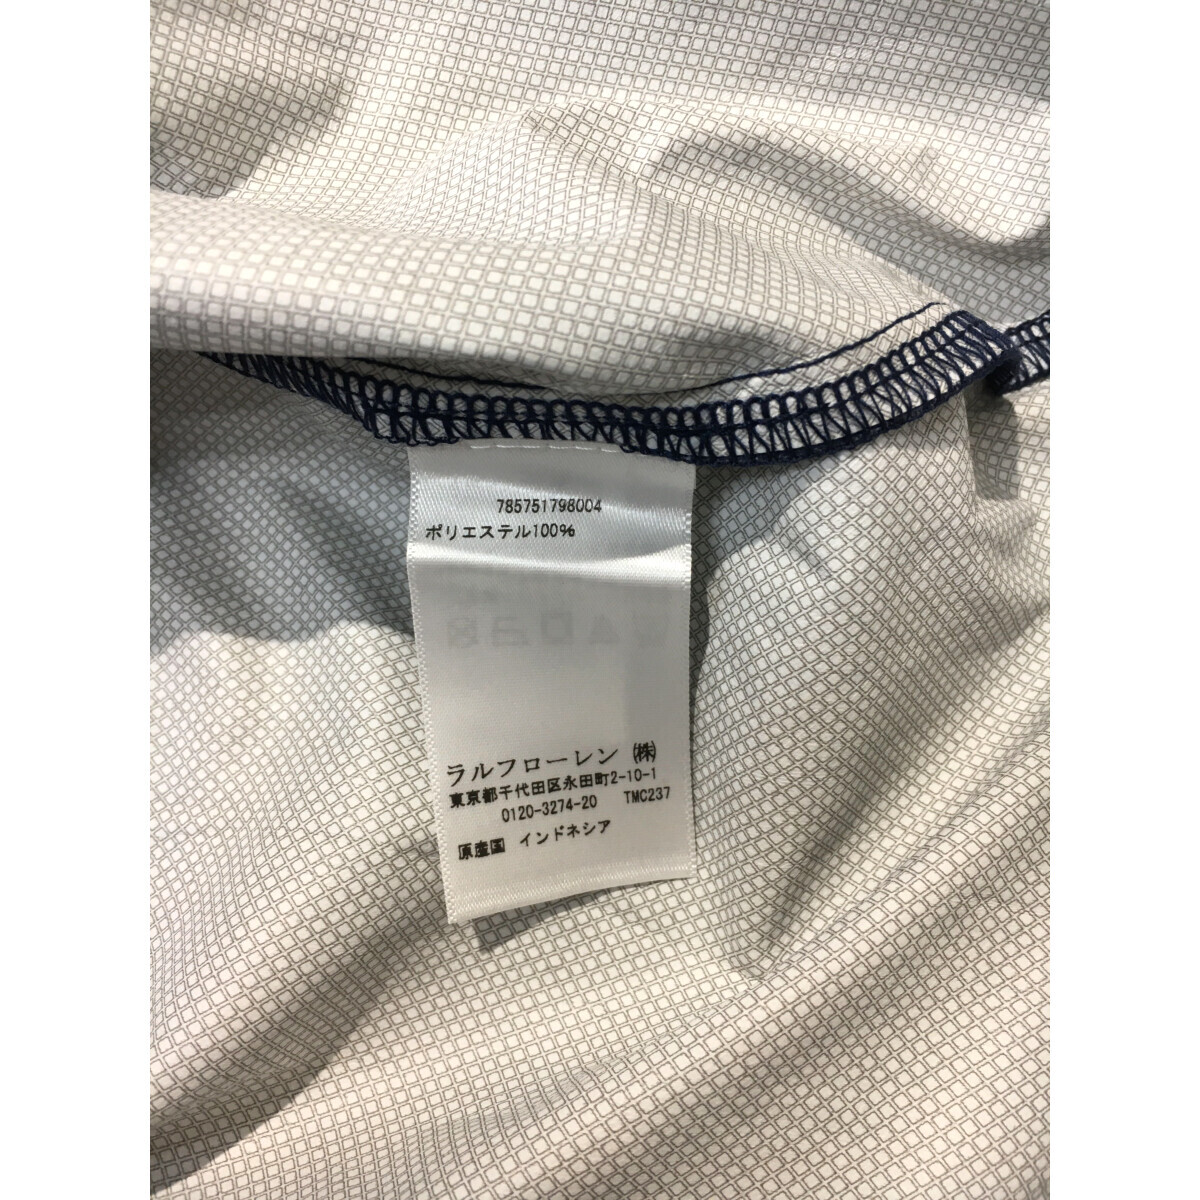 785751798004
ポリエステル100%
ラルフローレン ㈱
東京都千代田区永田町2-10-1
0120-3274-20 TMC237
原産国 インドネシア